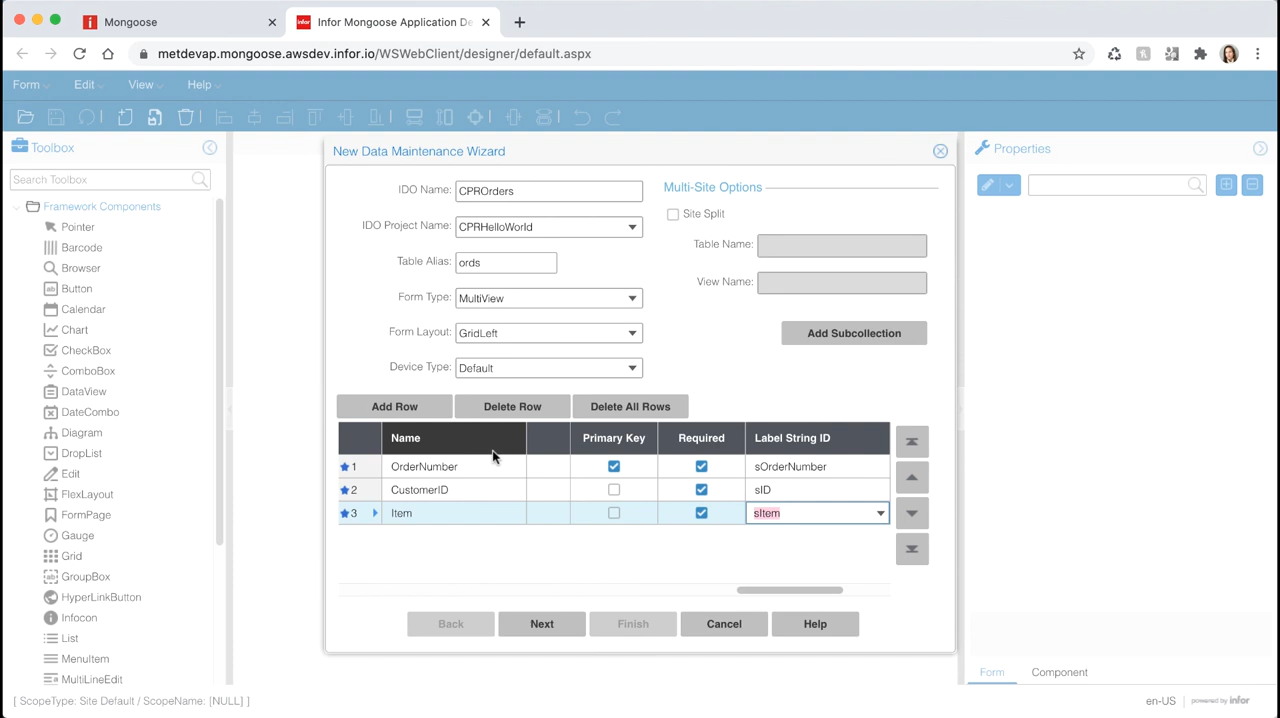 Mongoose
infor
Infor Mongoose Application De
metdevap.mongoose.awsdev.infor.io/WSWebClient/designer/default.aspx
Form
Edit
View
Help
Toolbox
Search Toolbox
Framework Components
Pointer
Barcode
Browser
Button
Calendar
Chart
CheckBox
ComboBox
DataView
DateCombo
Diagram
DropList
Edit
FlexLayout
FormPage
Gauge
Grid
GroupBox
HyperLinkButton
Infocon
List
MenuItem
MultiLineEdit
New Data Maintenance Wizard
IDO Name: CPROrders
IDO Project Name: CPRHelloWorld
Table Alias: ords
Form Type: MultiView
Form Layout: GridLeft
Device Type: Default
Multi-Site Options
Site Split
Table Name:
View Name:
Add Subcollection
Add Row
Delete Row
Delete All Rows
Name Primary Key Required Label String ID
1 OrderNumber sOrderNumber
2 CustomerID sID
3 Item sItem
Back
Next
Finish
Cancel
Help
Properties
Form
Component
[ ScopeType: Site Default / ScopeName: [NULL] ]
en-US
powered by infor